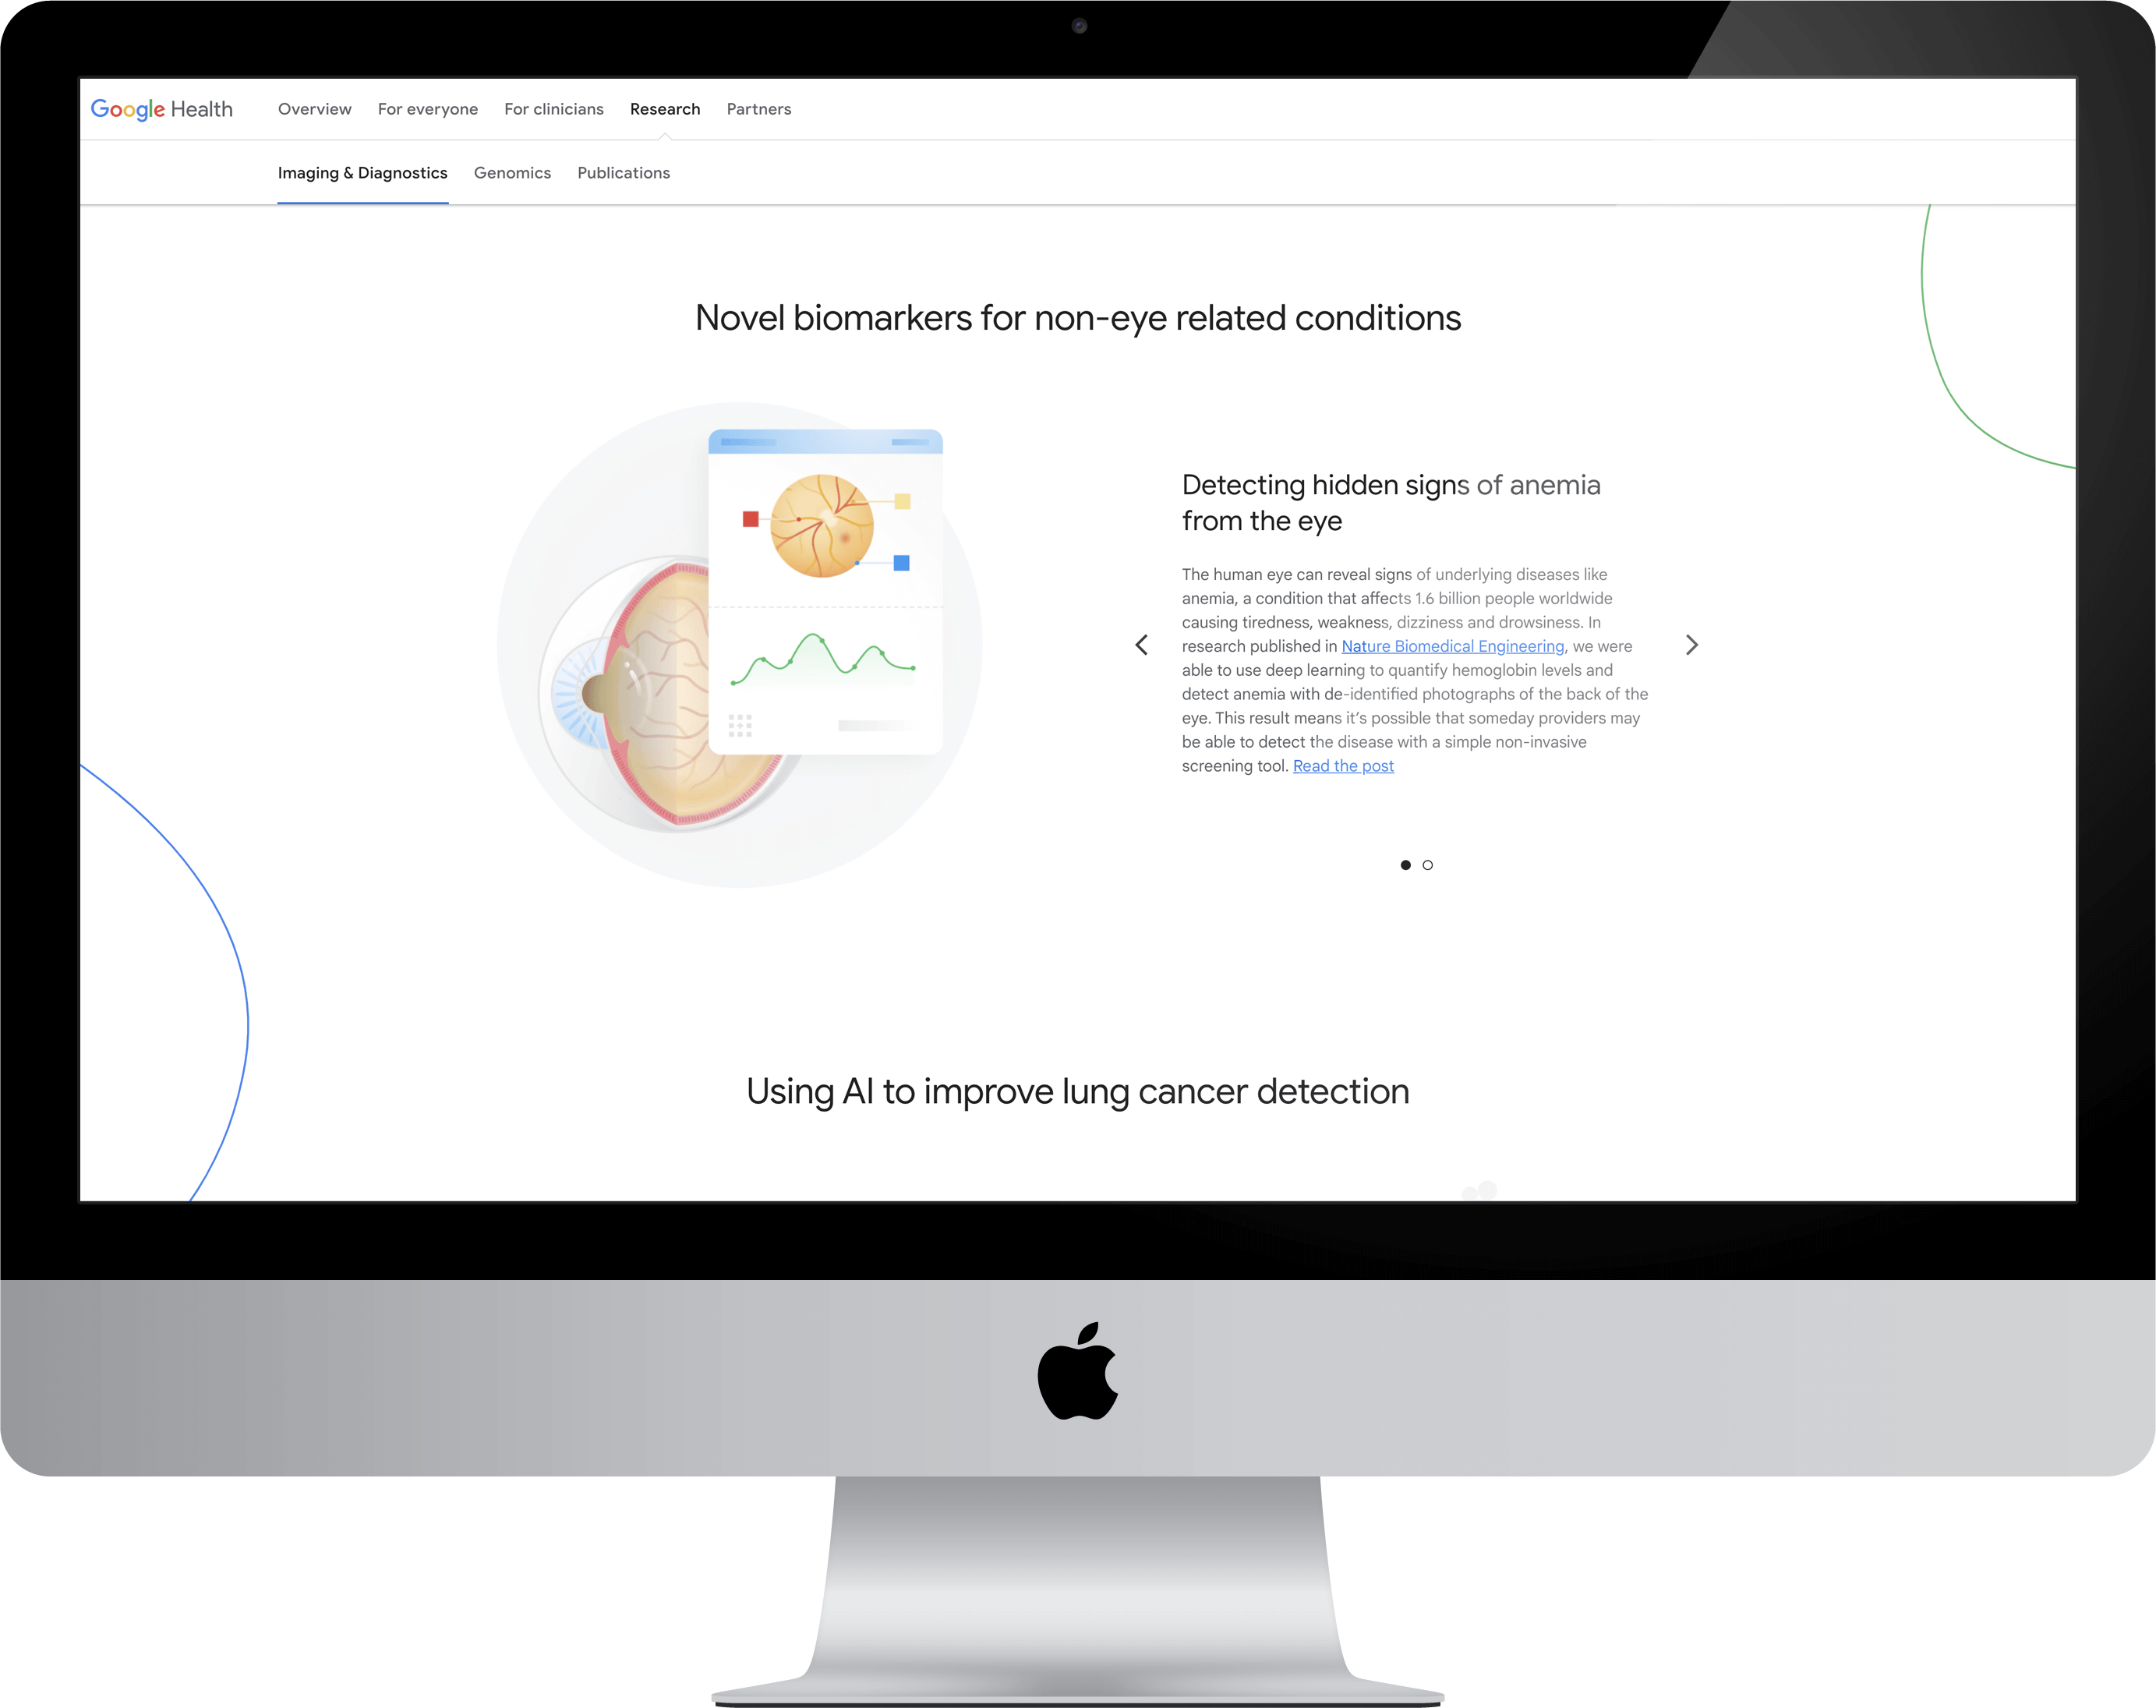 Google Health Overview For everyone For clinicians Research Partners
Imaging & Diagnostics Genomics Publications
Novel biomarkers for non-eye related conditions
Detecting hidden signs of anemia
from the eye
The human eye can reveal signs of underlying diseases like
anemia, a condition that affects 1.6 billion people worldwide
causing tiredness, weakness, dizziness and drowsiness. In
research published in Nature Biomedical Engineering, we were
able to use deep learning to quantify hemoglobin levels and
detect anemia with de-identified photographs of the back of the
eye. This result means it’s possible that someday providers may
be able to detect the disease with a simple non-invasive
screening tool. Read the post
Using AI to improve lung cancer detection